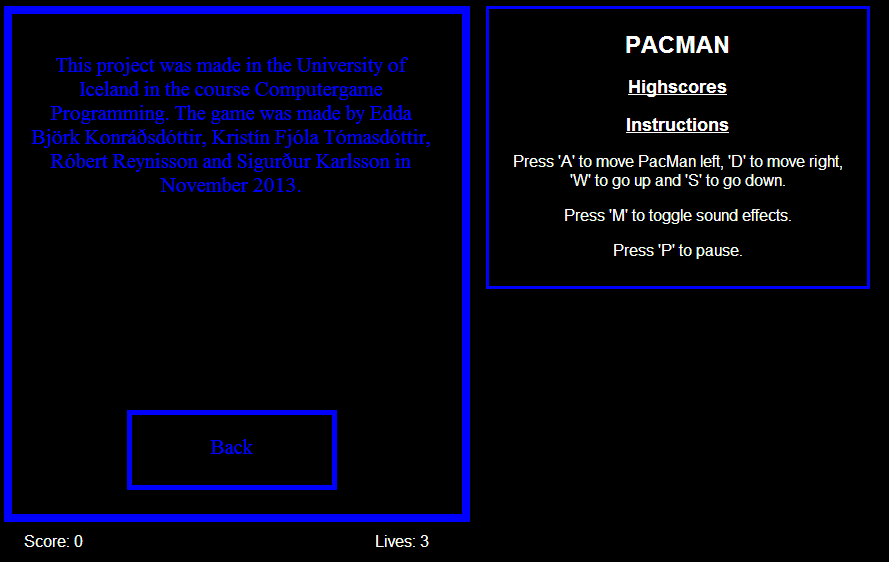 This project was made in the University of
Iceland in the course Computergame
Programming. The game was made by Edda
Björk Konráðsdóttir, Kristín Fjóla Tómasdóttir,
Róbert Reynisson and Sigurður Karlsson in
November 2013.
Back
Score: 0
Lives: 3
PACMAN
Highscores
Instructions
Press 'A' to move PacMan left, 'D' to move right,
'W' to go up and 'S' to go down.
Press 'M' to toggle sound effects.
Press 'P' to pause.